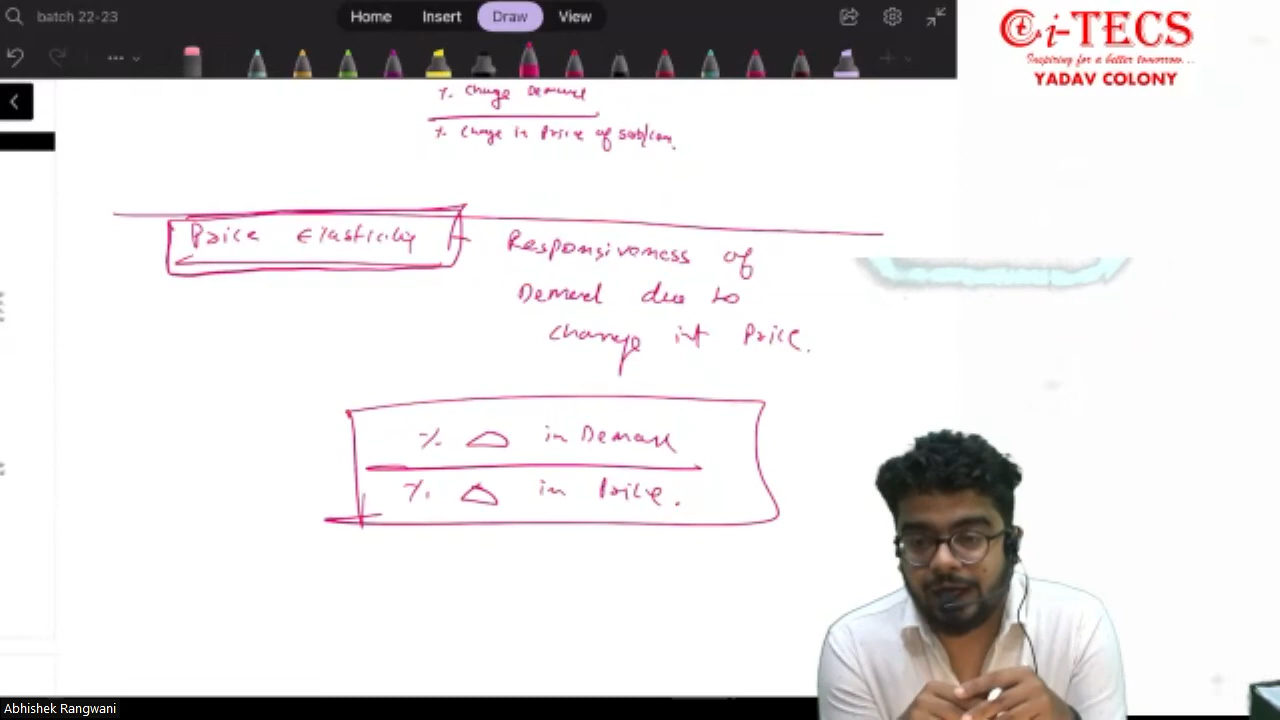 batch 22-23
Home Insert Draw View
i-TECS
Inspiring for a better tomorrow...
YADAV COLONY
% Change Demand
% Change in Price of Sub/Com.
Price Elasticity
Responsiveness of
Demand due to
change int Price.
% △ in Demand
% △ in Price.
Abhishek Rangwani